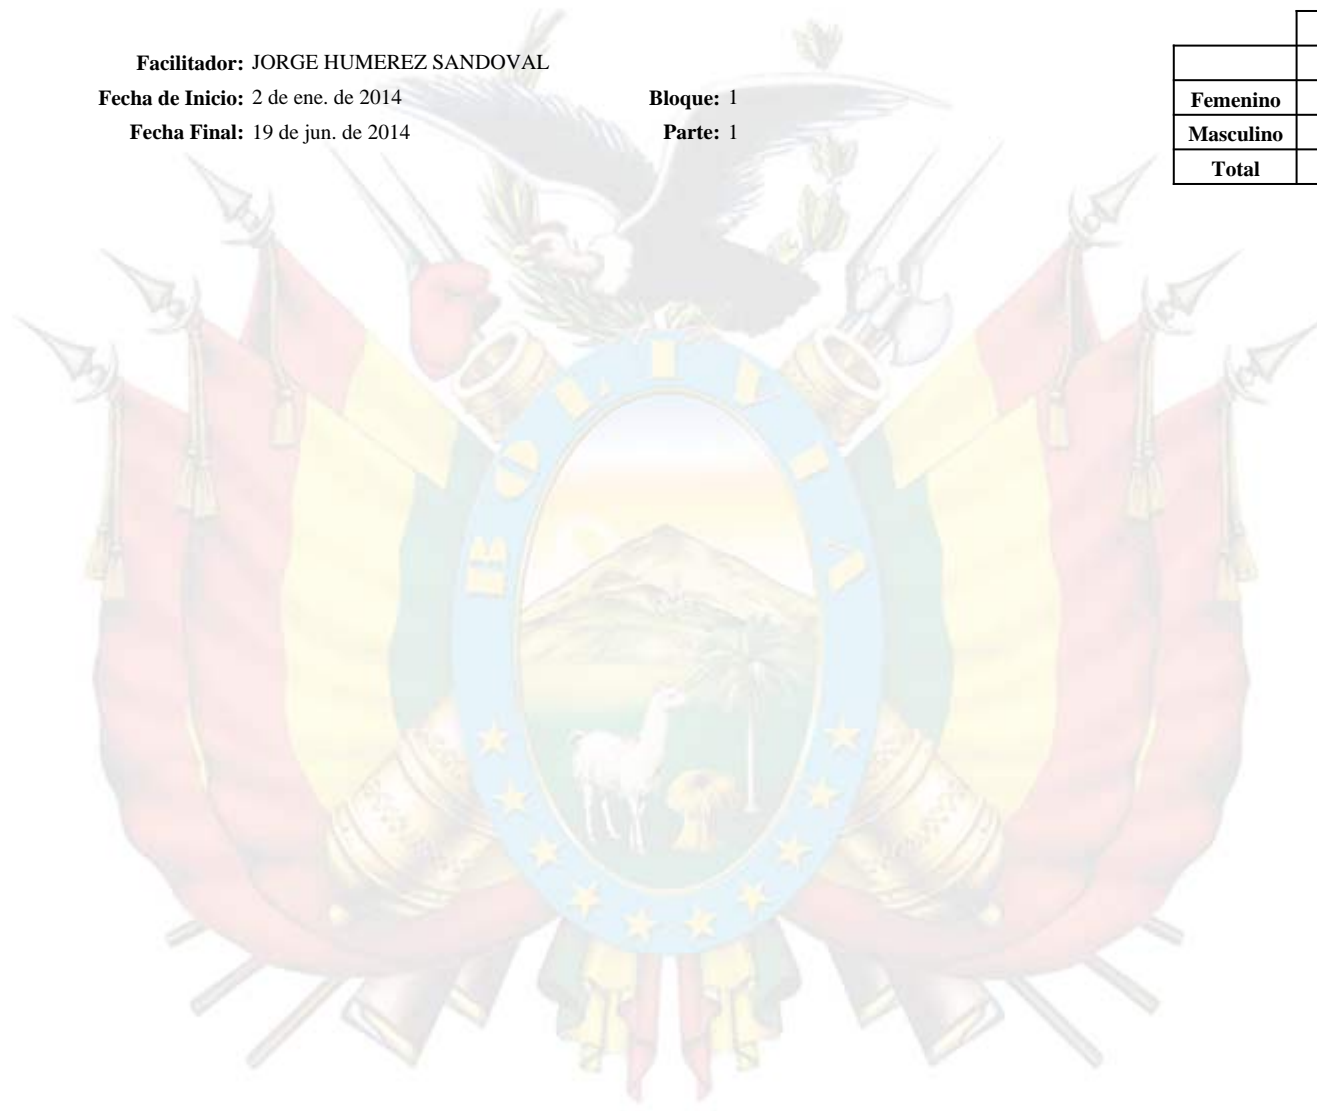 Facilitador: JORGE HUMEREZ SANDOVAL
Fecha de Inicio: 2 de ene. de 2014 Bloque: 1
Fecha Final: 19 de jun. de 2014 Parte: 1
Femenino
Masculino
Total
BOLIVIA